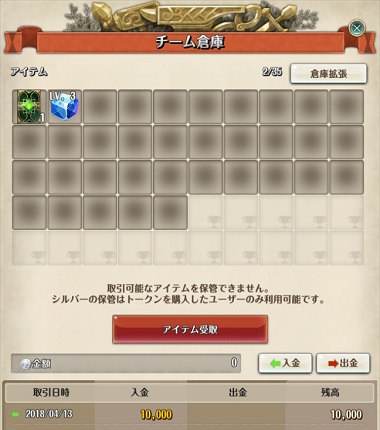 チーム倉庫
アイテム 2/35 倉庫拡張
1 LV. 3
取引可能なアイテムを保管できません。
シルバーの保管はトークンを購入したユーザーのみ利用可能です。
アイテム受取
金額 0 入金 出金
取引日時 入金 出金 残高
2018-04-13 10,000 10,000